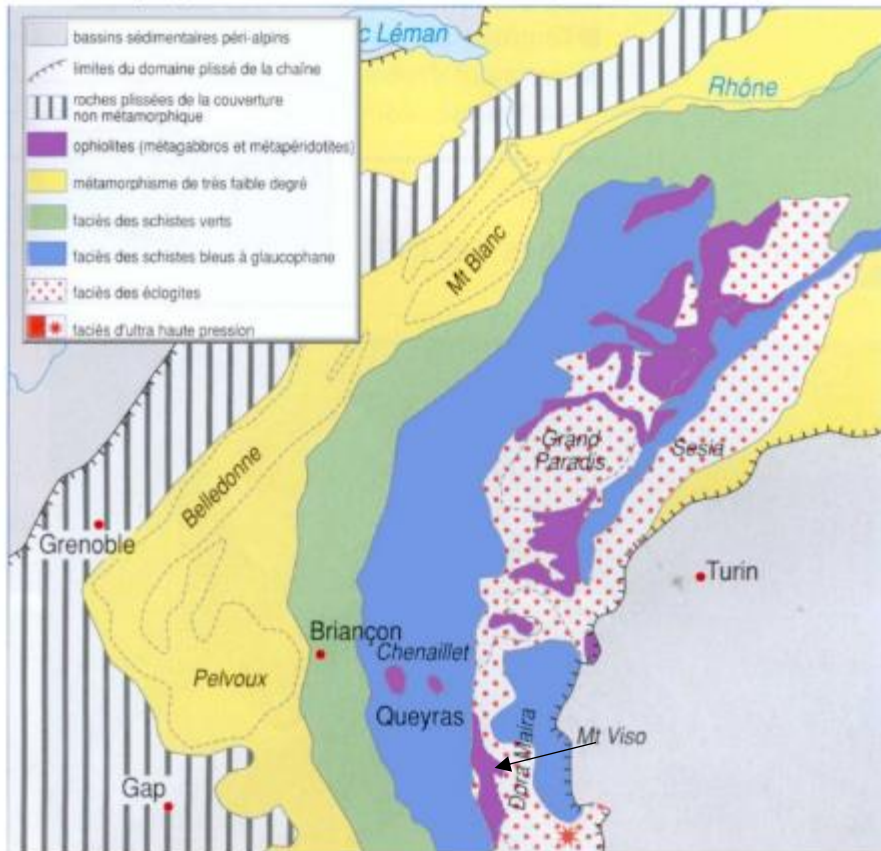 bassins sédimentaires péri-alpins
limites du domaine plissé de la chaîne
roches plissées de la couverture
non métamorphique
ophiolites (métagabbros et métapéridotites)
métamorphisme de très faible degré
faciès des schistes verts
faciès des schistes bleus à glaucophane
faciès des éclogites
faciès d'ultra haute pression
c Léman
Rhône
Mt Blanc
Belledonne
Grand
Paradis
Sesia
Grenoble
Turin
Briançon
Chenaillet
Pelvoux
Queyras
Dora Maira
Mt Viso
Gap